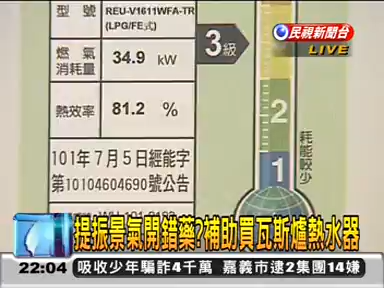 型 號
REU-V1611WFA-TR
(LPG/FE式)
燃 氣
消耗量
34.9 kW
3級
熱效率
81.2 %
2
1
耗能較少
101年7月5日經能字
第10104604690號公告
民視新聞台
LIVE
提振景氣開錯藥?補助買瓦斯爐熱水器
22:04
吸收少年騙詐4千萬 嘉義市逮2集團14嫌